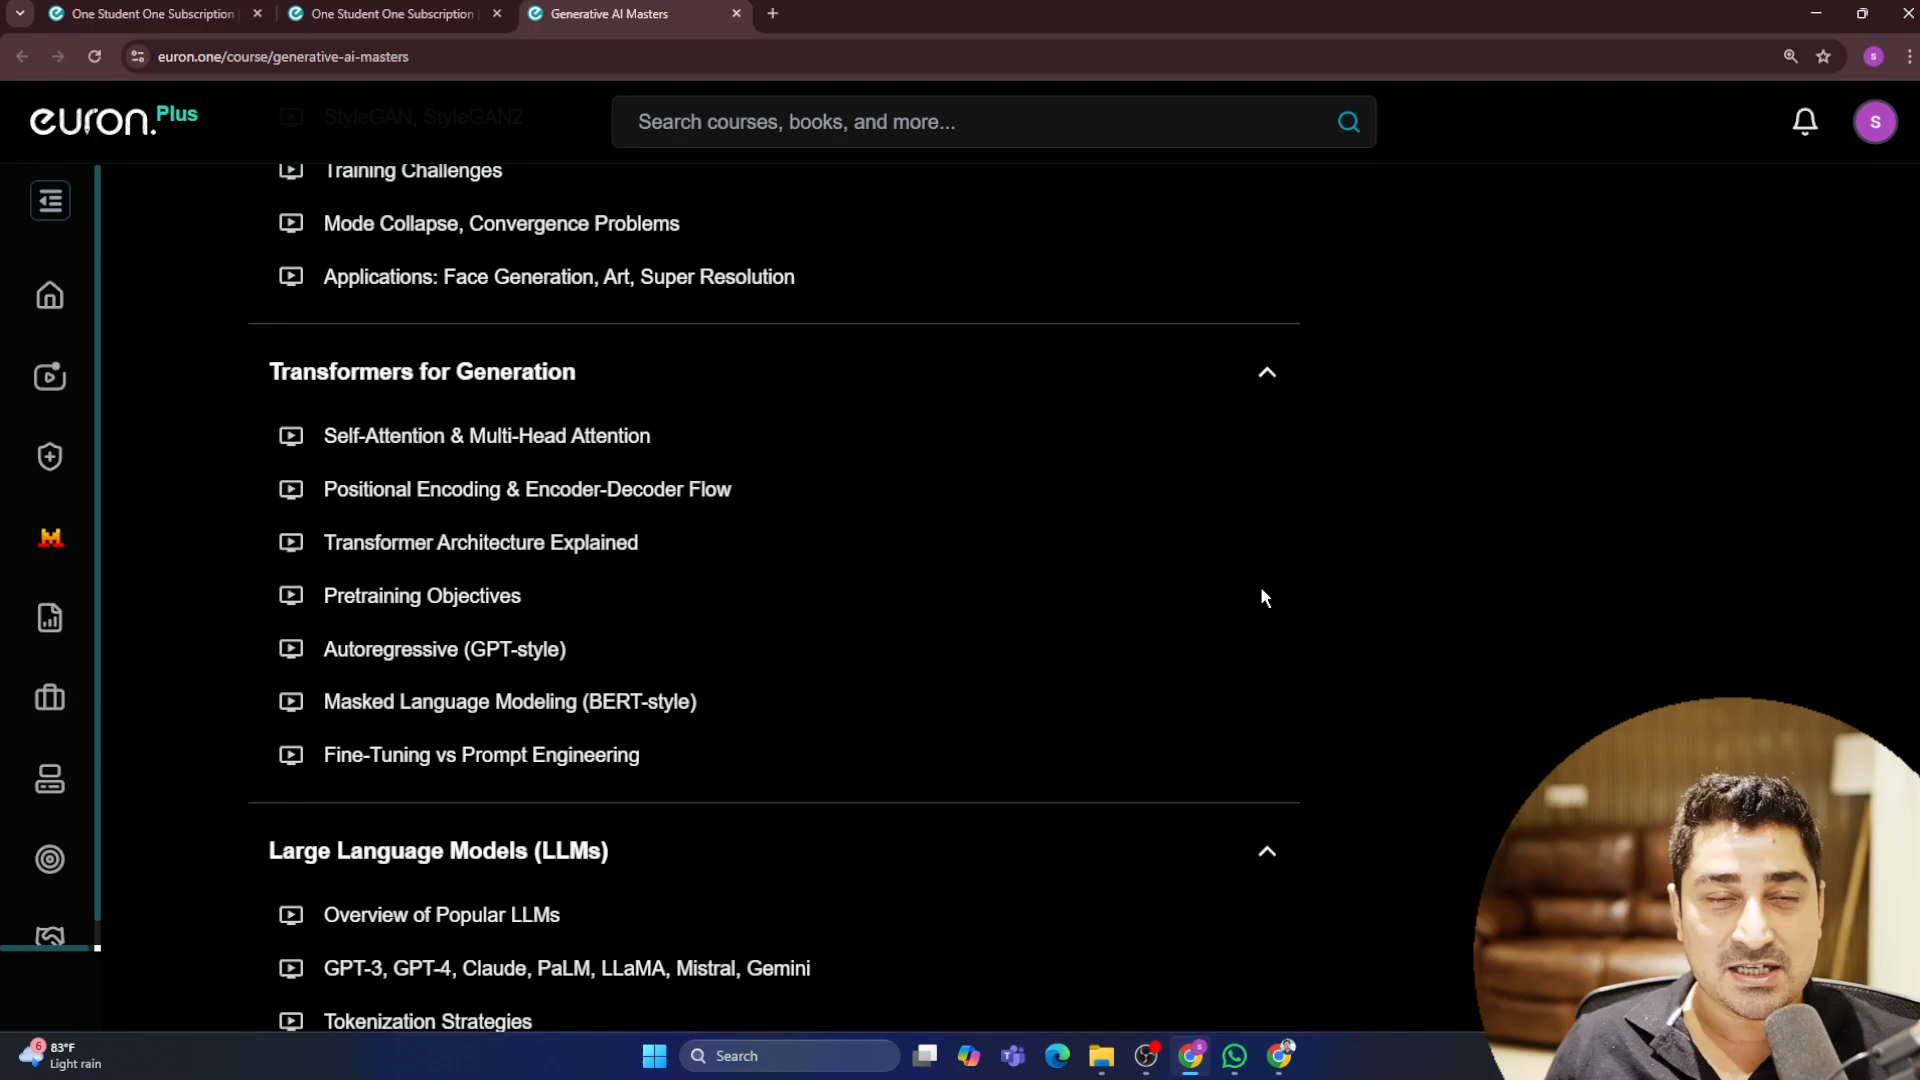 One Student One Subscription
One Student One Subscription
Generative AI Masters
euron.one/course/generative-ai-masters
S
euron.Plus
StyleGAN, StyleGAN2
Search courses, books, and more...
S
Training Challenges
Mode Collapse, Convergence Problems
Applications: Face Generation, Art, Super Resolution
Transformers for Generation
Self-Attention & Multi-Head Attention
Positional Encoding & Encoder-Decoder Flow
Transformer Architecture Explained
Pretraining Objectives
Autoregressive (GPT-style)
Masked Language Modeling (BERT-style)
Fine-Tuning vs Prompt Engineering
Large Language Models (LLMs)
Overview of Popular LLMs
GPT-3, GPT-4, Claude, PaLM, LLaMA, Mistral, Gemini
Tokenization Strategies
6
83°F
Light rain
Search